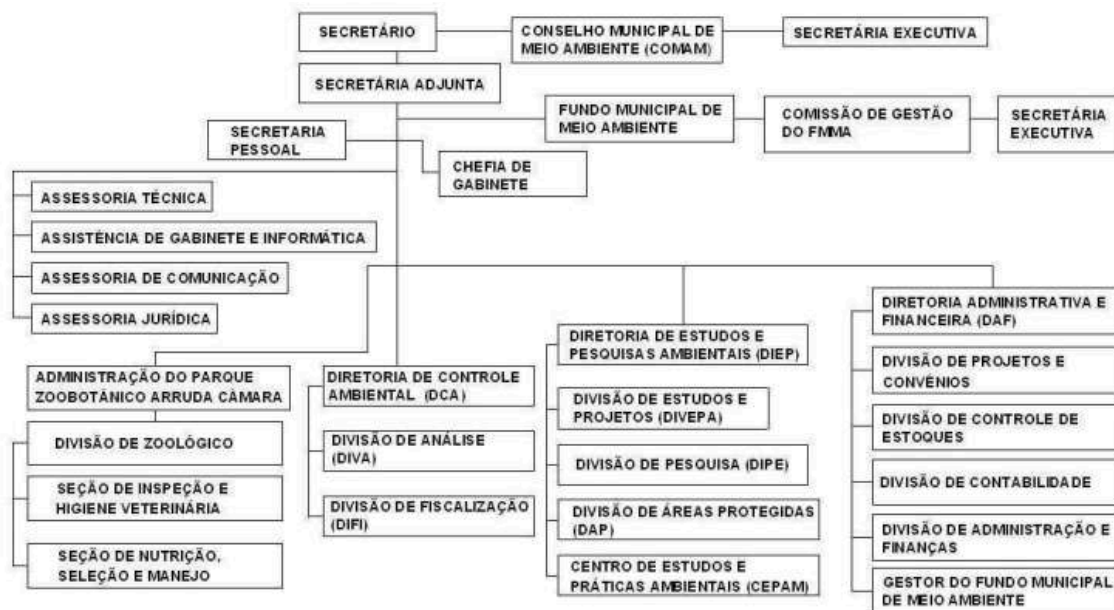 SECRETÁRIO
CONSELHO MUNICIPAL DE
MEIO AMBIENTE (COMAM)
SECRETÁRIA EXECUTIVA
SECRETÁRIA ADJUNTA
FUNDO MUNICIPAL DE
MEIO AMBIENTE
COMISSÃO DE GESTÃO
DO FMMA
SECRETÁRIA
EXECUTIVA
SECRETARIA
PESSOAL
CHEFIA DE
GABINETE
ASSESSORIA TÉCNICA
ASSISTÊNCIA DE GABINETE E INFORMÁTICA
ASSESSORIA DE COMUNICAÇÃO
ASSESSORIA JURÍDICA
ADMINISTRAÇÃO DO PARQUE
ZOOBOTÂNICO ARRUDA CÂMARA
DIVISÃO DE ZOOLÓGICO
SEÇÃO DE INSPEÇÃO E
HIGIENE VETERINÁRIA
SEÇÃO DE NUTRIÇÃO,
SELEÇÃO E MANEJO
DIRETORIA DE CONTROLE
AMBIENTAL (DCA)
DIVISÃO DE ANÁLISE
(DIVA)
DIVISÃO DE FISCALIZAÇÃO
(DIFI)
DIRETORIA DE ESTUDOS E
PESQUISAS AMBIENTAIS (DIEP)
DIVISÃO DE ESTUDOS E
PROJETOS (DIVEPA)
DIVISÃO DE PESQUISA (DIPE)
DIVISÃO DE ÁREAS PROTEGIDAS
(DAP)
CENTRO DE ESTUDOS E
PRÁTICAS AMBIENTAIS (CEPAM)
DIRETORIA ADMINISTRATIVA E
FINANCEIRA (DAF)
DIVISÃO DE PROJETOS E
CONVÊNIOS
DIVISÃO DE CONTROLE DE
ESTOQUES
DIVISÃO DE CONTABILIDADE
DIVISÃO DE ADMINISTRAÇÃO E
FINANÇAS
GESTOR DO FUNDO MUNICIPAL
DE MEIO AMBIENTE